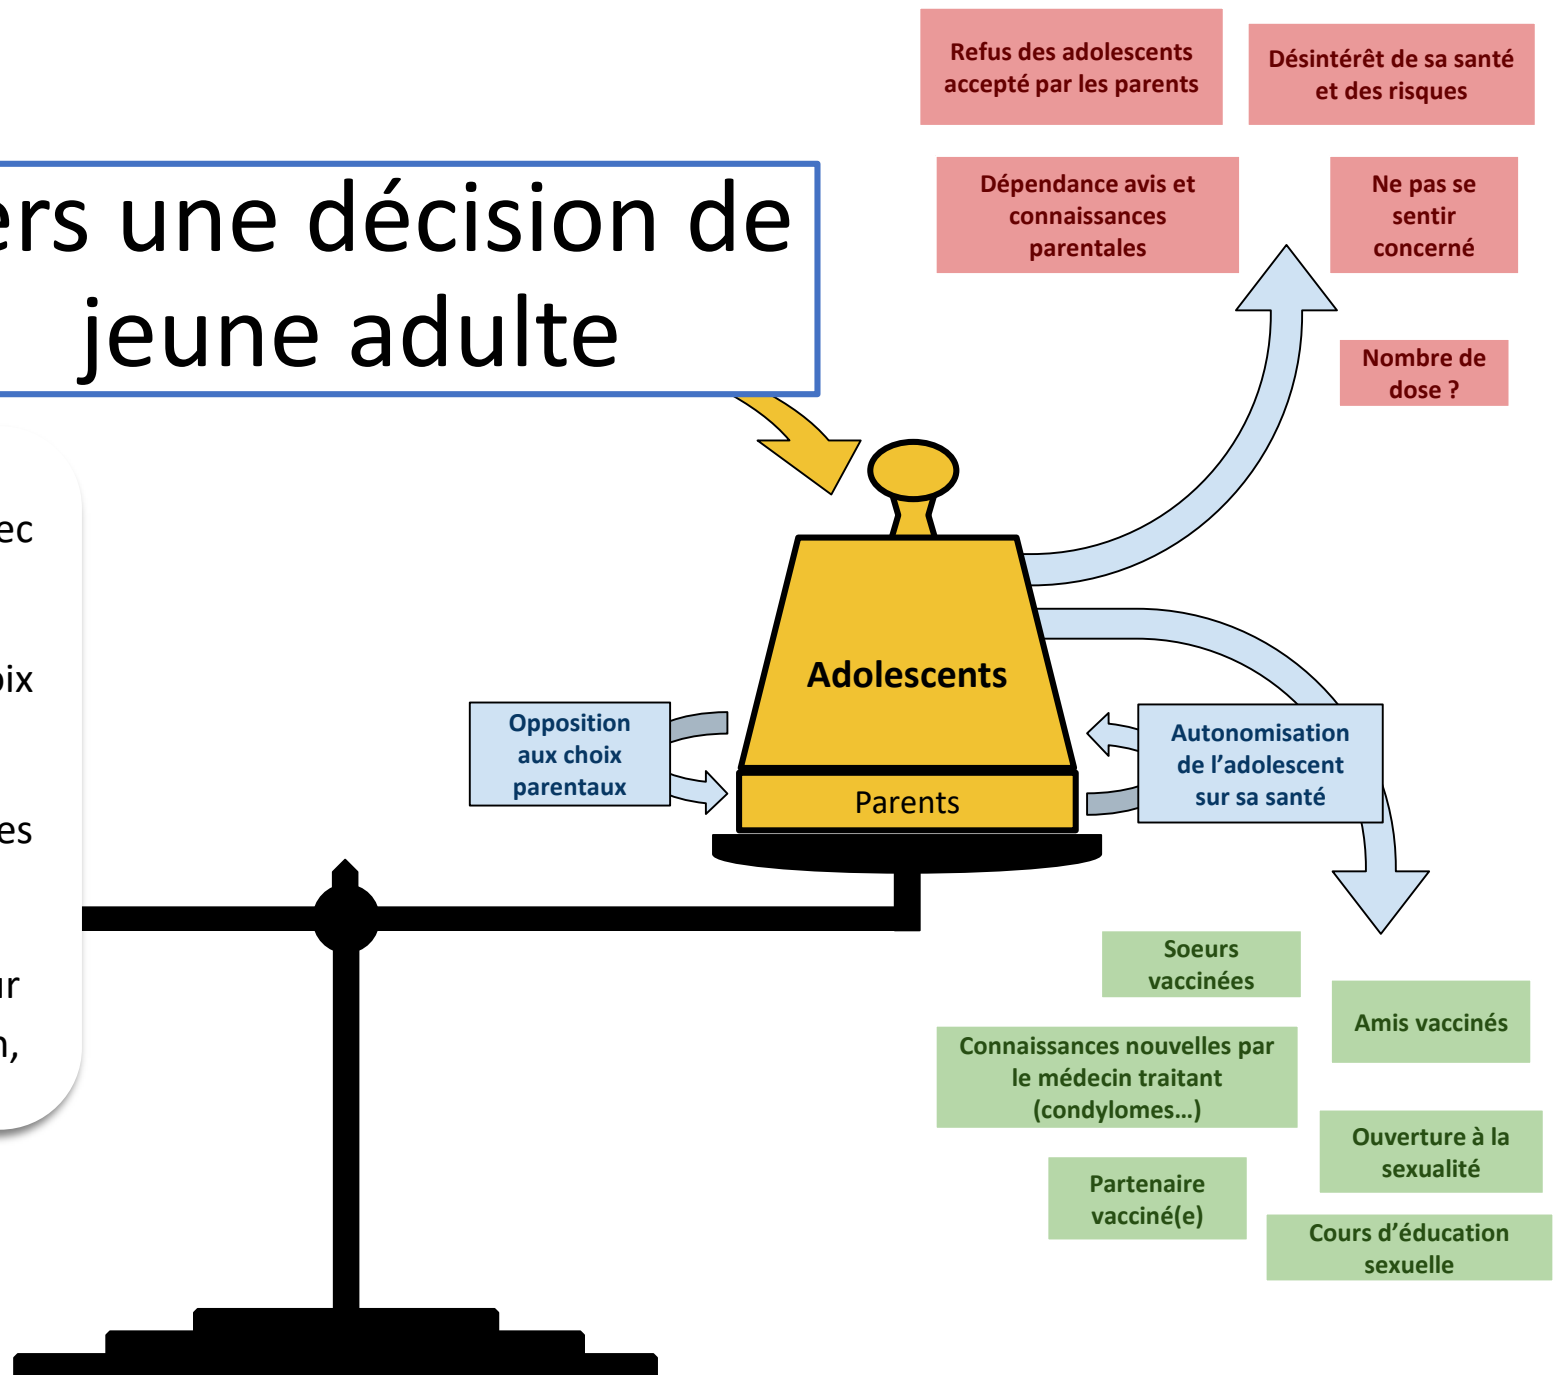 Refus des adolescents
accepté par les parents
Désintérêt de sa santé
et des risques
Dépendance avis et
connaissances
parentales
Ne pas se
sentir
concerné
Nombre de
dose ?
ers une décision de
jeune adulte
ec
oix
es
ur
n,
Adolescents
Parents
Opposition
aux choix
parentaux
Autonomisation
de l’adolescent
sur sa santé
Soeurs
vaccinées
Amis vaccinés
Connaissances nouvelles par
le médecin traitant
(condylomes…)
Ouverture à la
sexualité
Partenaire
vacciné(e)
Cours d’éducation
sexuelle